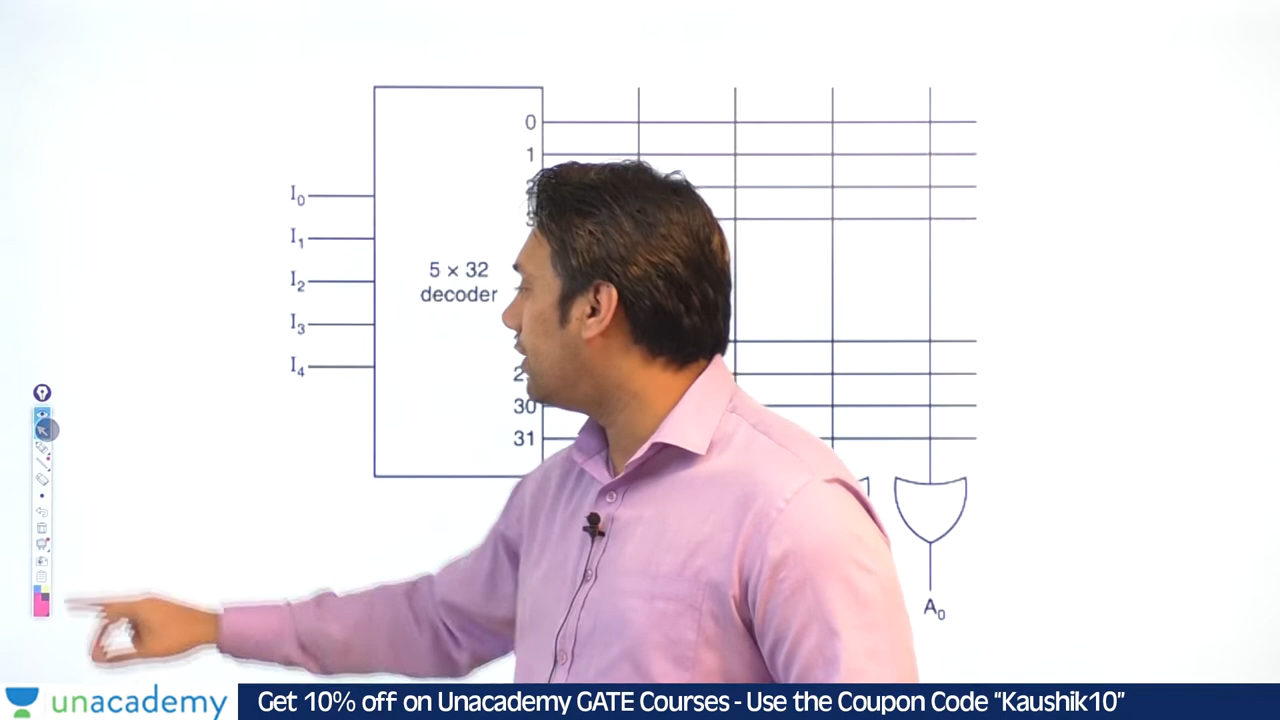 0
1
I₀
I₁
I₂
I₃
I₄
5 × 32
decoder
30
31
A₀
unacademy
Get 10% off on Unacademy GATE Courses - Use the Coupon Code “Kaushik10”